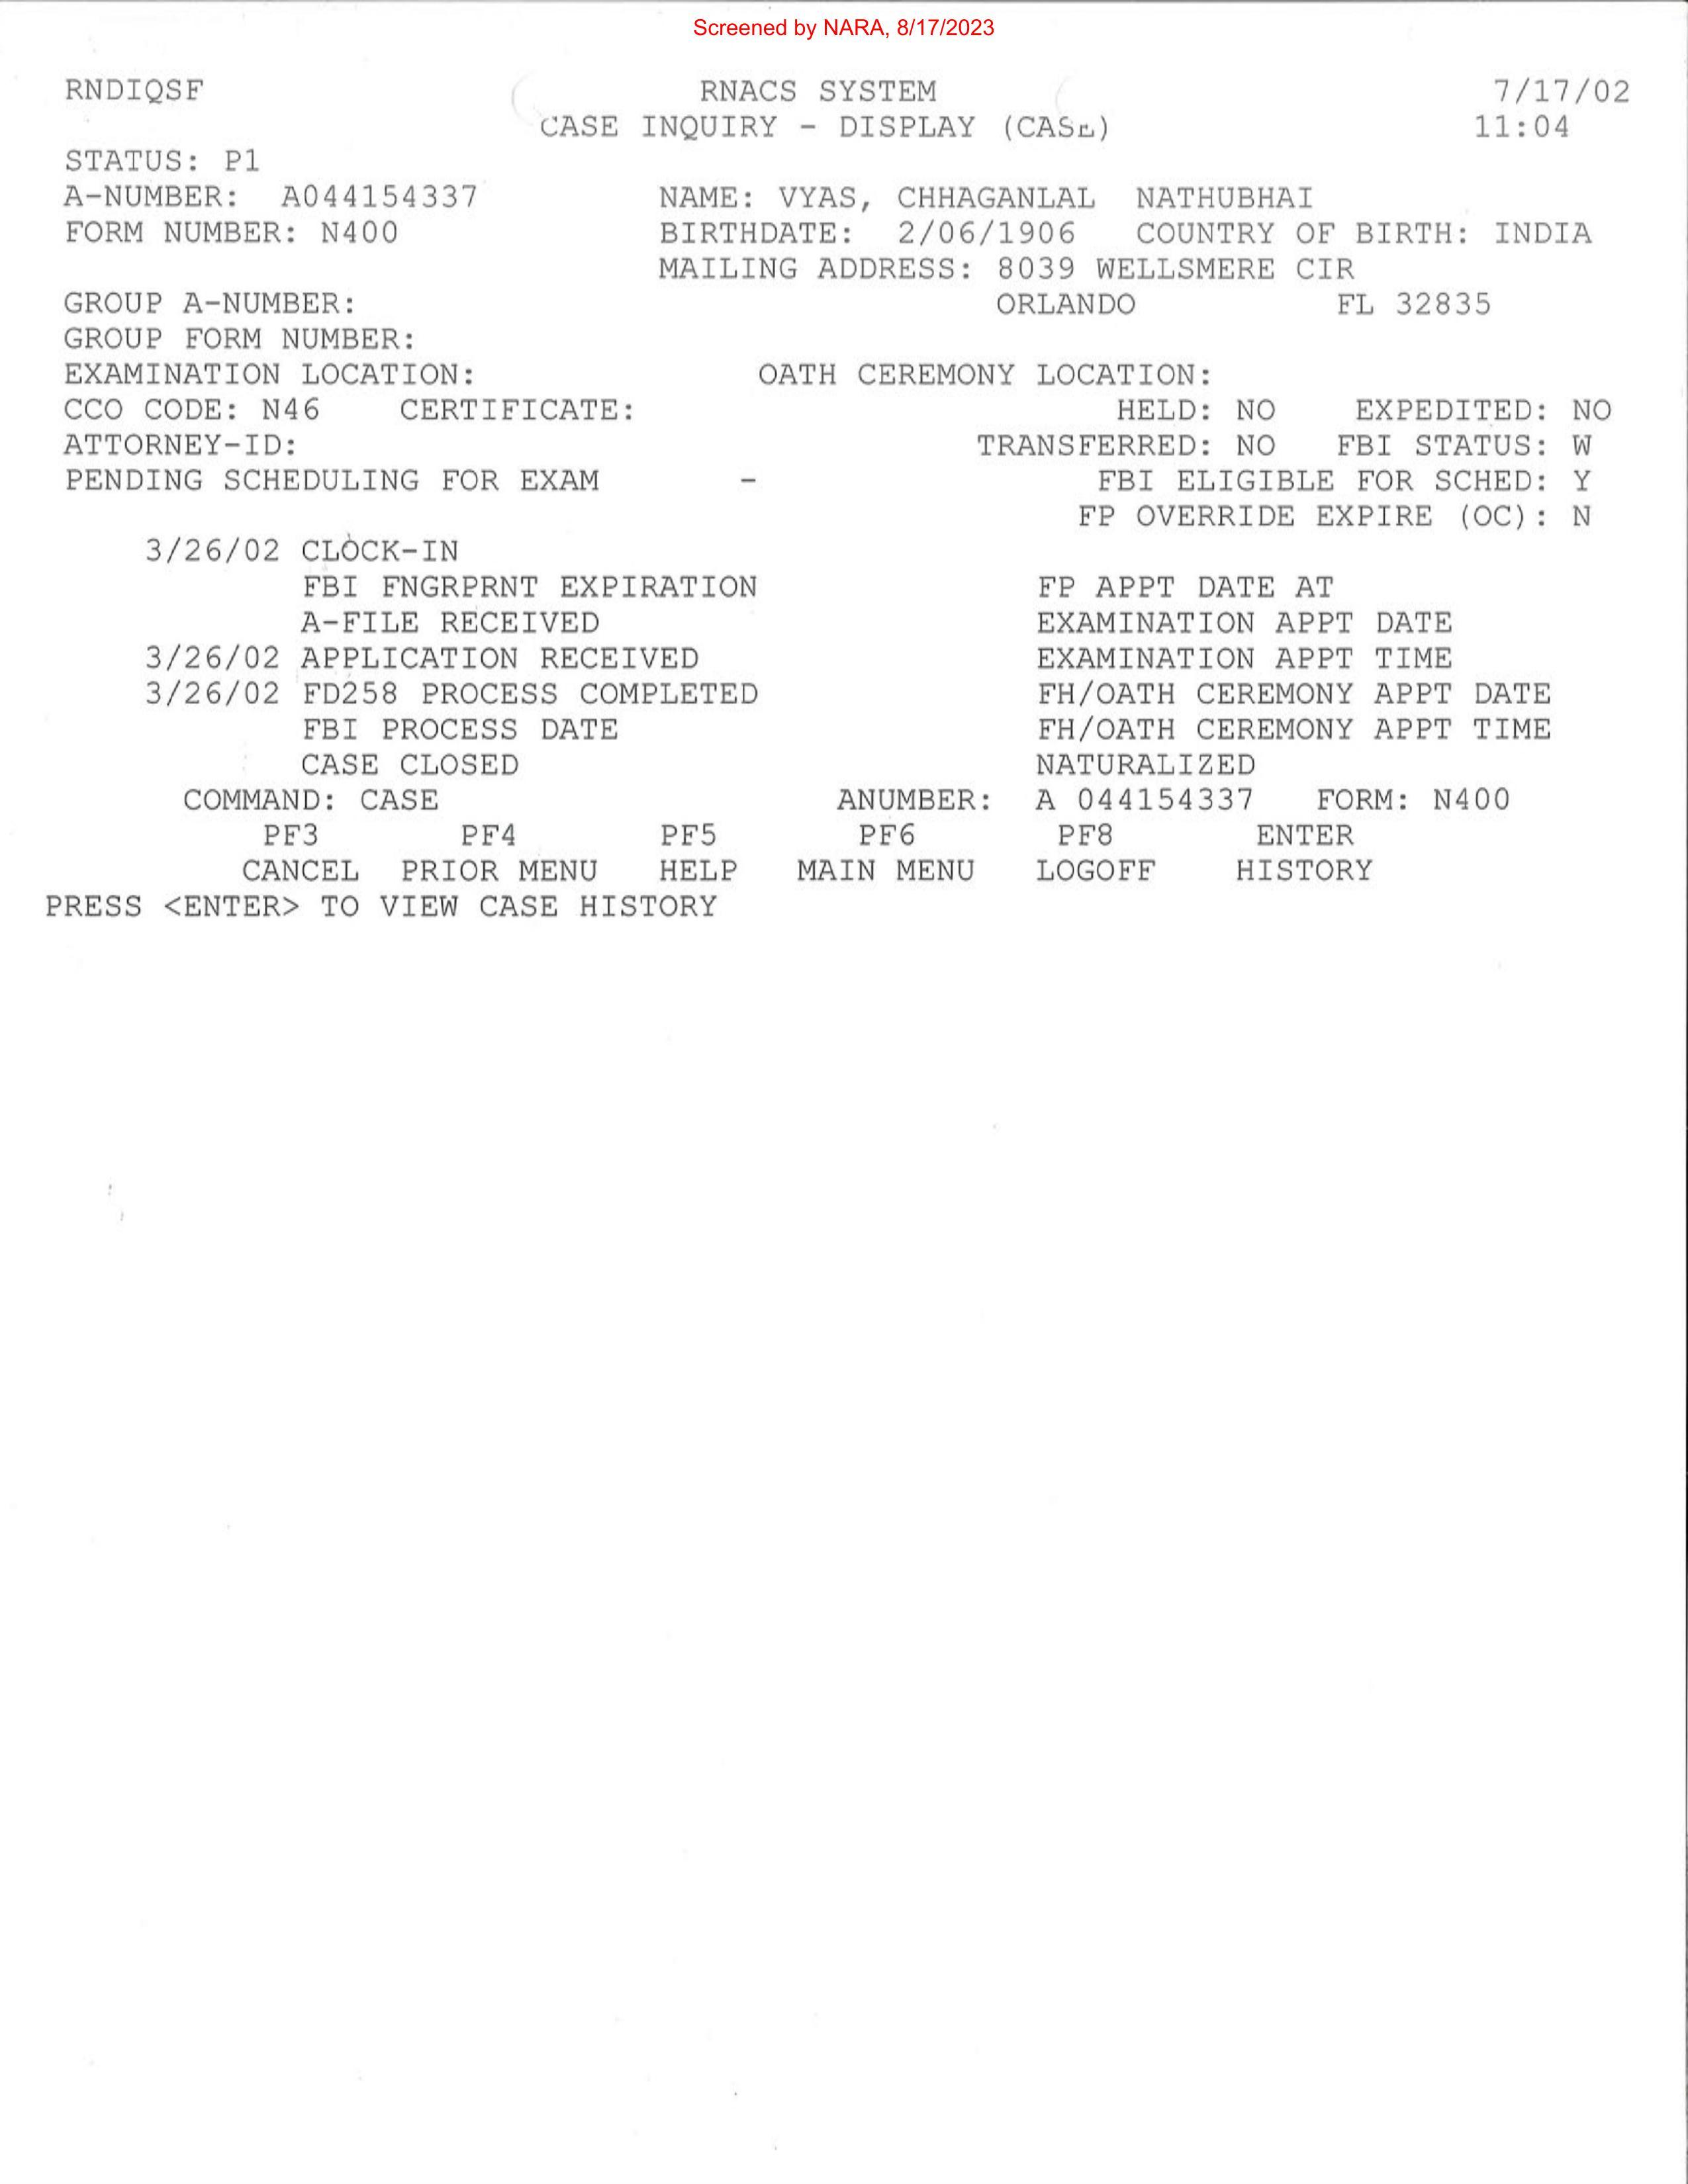 Screened by NARA, 8/17/2023
RNDIQSF RNACS SYSTEM 7/17/02
CASE INQUIRY - DISPLAY (CASE) 11:04
STATUS: P1
A-NUMBER: A044154337 NAME: VYAS, CHHAGANLAL NATHUBHAI
FORM NUMBER: N400 BIRTHDATE: 2/06/1906 COUNTRY OF BIRTH: INDIA
MAILING ADDRESS: 8039 WELLSMERE CIR
GROUP A-NUMBER: ORLANDO FL 32835
GROUP FORM NUMBER:
EXAMINATION LOCATION: OATH CEREMONY LOCATION:
CCO CODE: N46 CERTIFICATE: HELD: NO EXPEDITED: NO
ATTORNEY-ID: TRANSFERRED: NO FBI STATUS: W
PENDING SCHEDULING FOR EXAM - FBI ELIGIBLE FOR SCHED: Y
FP OVERRIDE EXPIRE (OC): N
3/26/02 CLOCK-IN
FBI FNGRPRNT EXPIRATION FP APPT DATE AT
A-FILE RECEIVED EXAMINATION APPT DATE
3/26/02 APPLICATION RECEIVED EXAMINATION APPT TIME
3/26/02 FD258 PROCESS COMPLETED FH/OATH CEREMONY APPT DATE
FBI PROCESS DATE FH/OATH CEREMONY APPT TIME
CASE CLOSED NATURALIZED
COMMAND: CASE ANUMBER: A 044154337 FORM: N400
PF3 PF4 PF5 PF6 PF8 ENTER
CANCEL PRIOR MENU HELP MAIN MENU LOGOFF HISTORY
PRESS <ENTER> TO VIEW CASE HISTORY